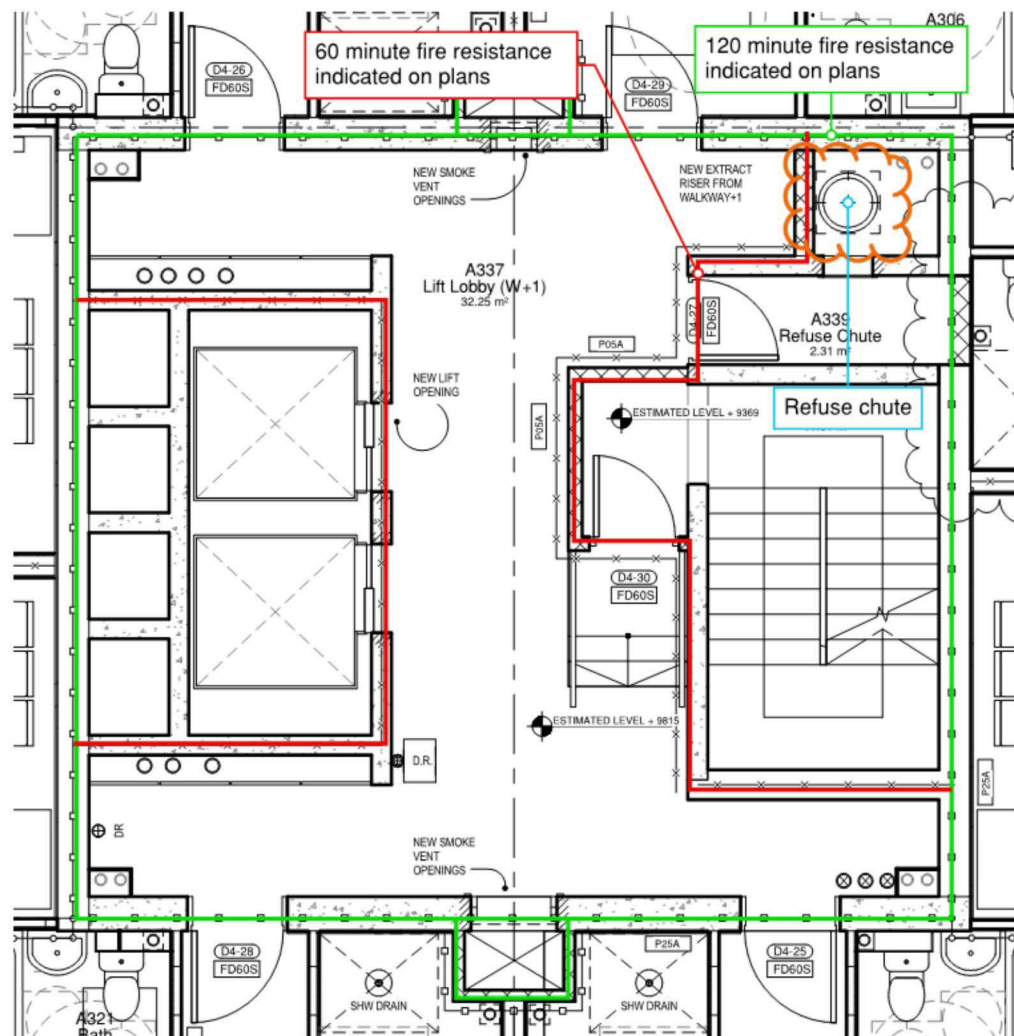 A306
60 minute fire resistance
indicated on plans
120 minute fire resistance
indicated on plans
D4-26
FD60S
D4-29
FD60S
NEW SMOKE
VENT
OPENINGS
NEW EXTRACT
RISER FROM
WALKWAY+1
A337
Lift Lobby (W+1)
32.25 m²
D4-27
FD60S
A339
Refuse Chute
2.31 m²
P05A
NEW LIFT
OPENING
P05A
ESTIMATED LEVEL + 9369
Refuse chute
D4-30
FD60S
ESTIMATED LEVEL + 9815
D.R.
P25A
DR
NEW SMOKE
VENT
OPENINGS
D4-28
FD60S
P25A
D4-25
FD60S
SHW DRAIN
SHW DRAIN
A321
Bath